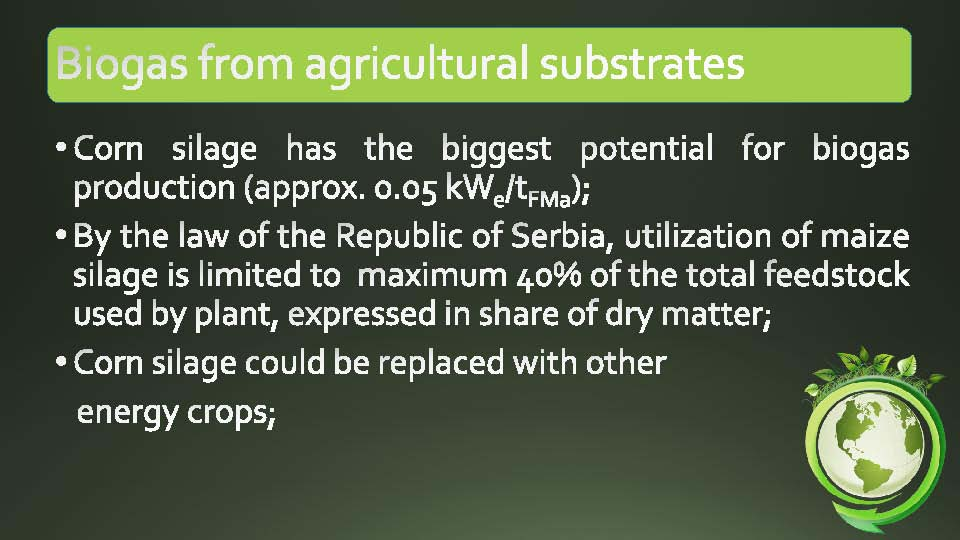 Biogas from agricultural substrates
• Corn silage has the biggest potential for biogas
production (approx. 0.05 kWe/tFMa);
• By the law of the Republic of Serbia, utilization of maize
silage is limited to maximum 40% of the total feedstock
used by plant, expressed in share of dry matter;
• Corn silage could be replaced with other
energy crops;